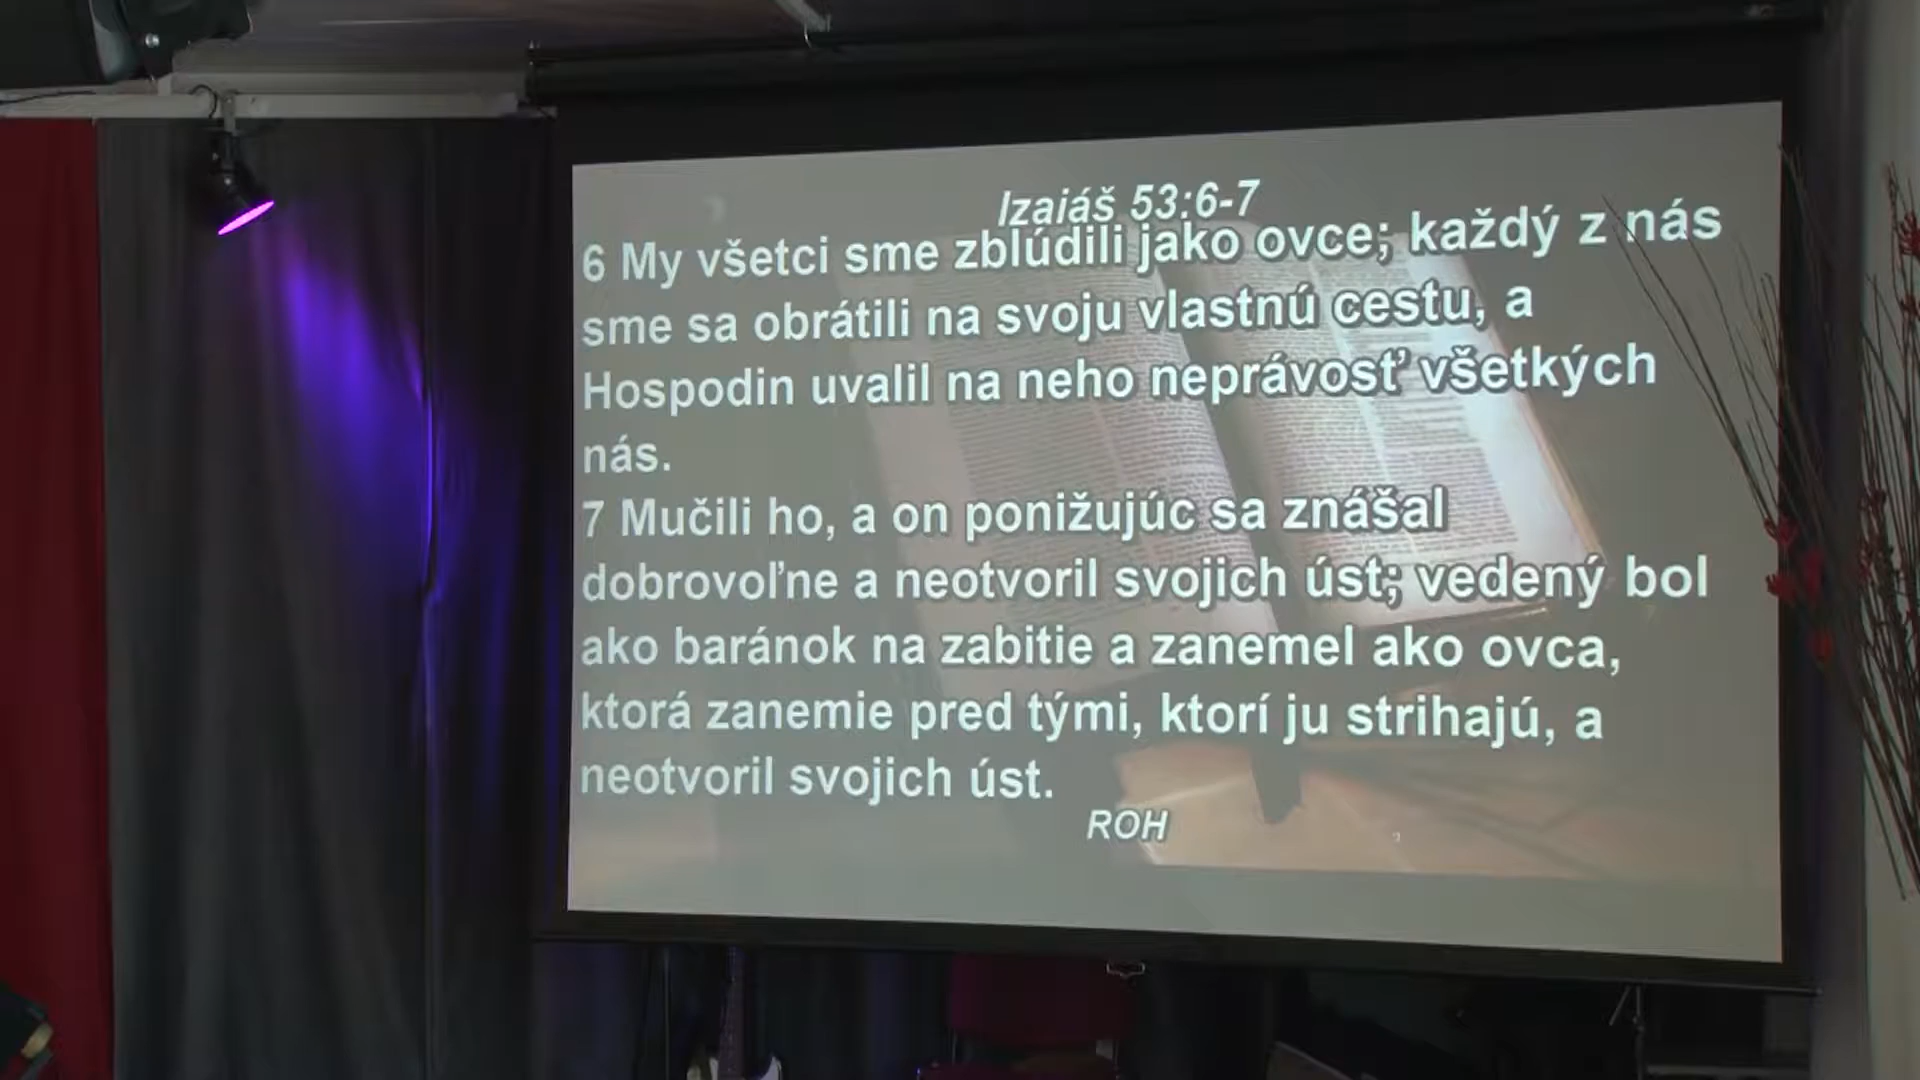 Izaiáš 53:6-7
6 My všetci sme zblúdili jako ovce; každý z nás
sme sa obrátili na svoju vlastnú cestu, a
Hospodin uvalil na neho neprávosť všetkých
nás.
7 Mučili ho, a on ponižujúc sa znášal
dobrovoľne a neotvoril svojich úst; vedený bol
ako baránok na zabitie a zanemel ako ovca,
ktorá zanemie pred tými, ktorí ju strihajú, a
neotvoril svojich úst.
ROH